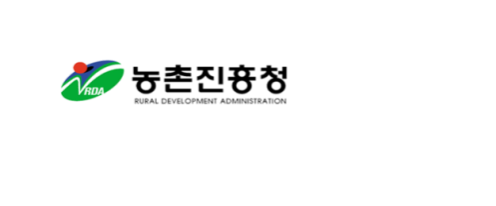 RDA
농촌진흥청
RURAL DEVELOPMENT ADMINISTRATION